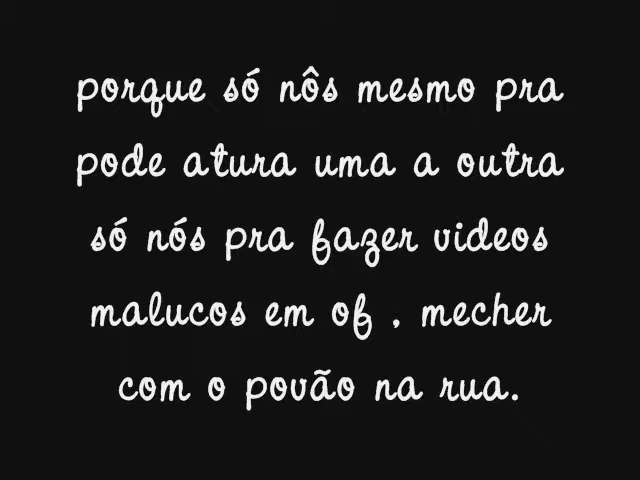 porque só nôs mesmo pra
pode atura uma a outra
só nós pra fazer videos
malucos em of , mecher
com o povão na rua.